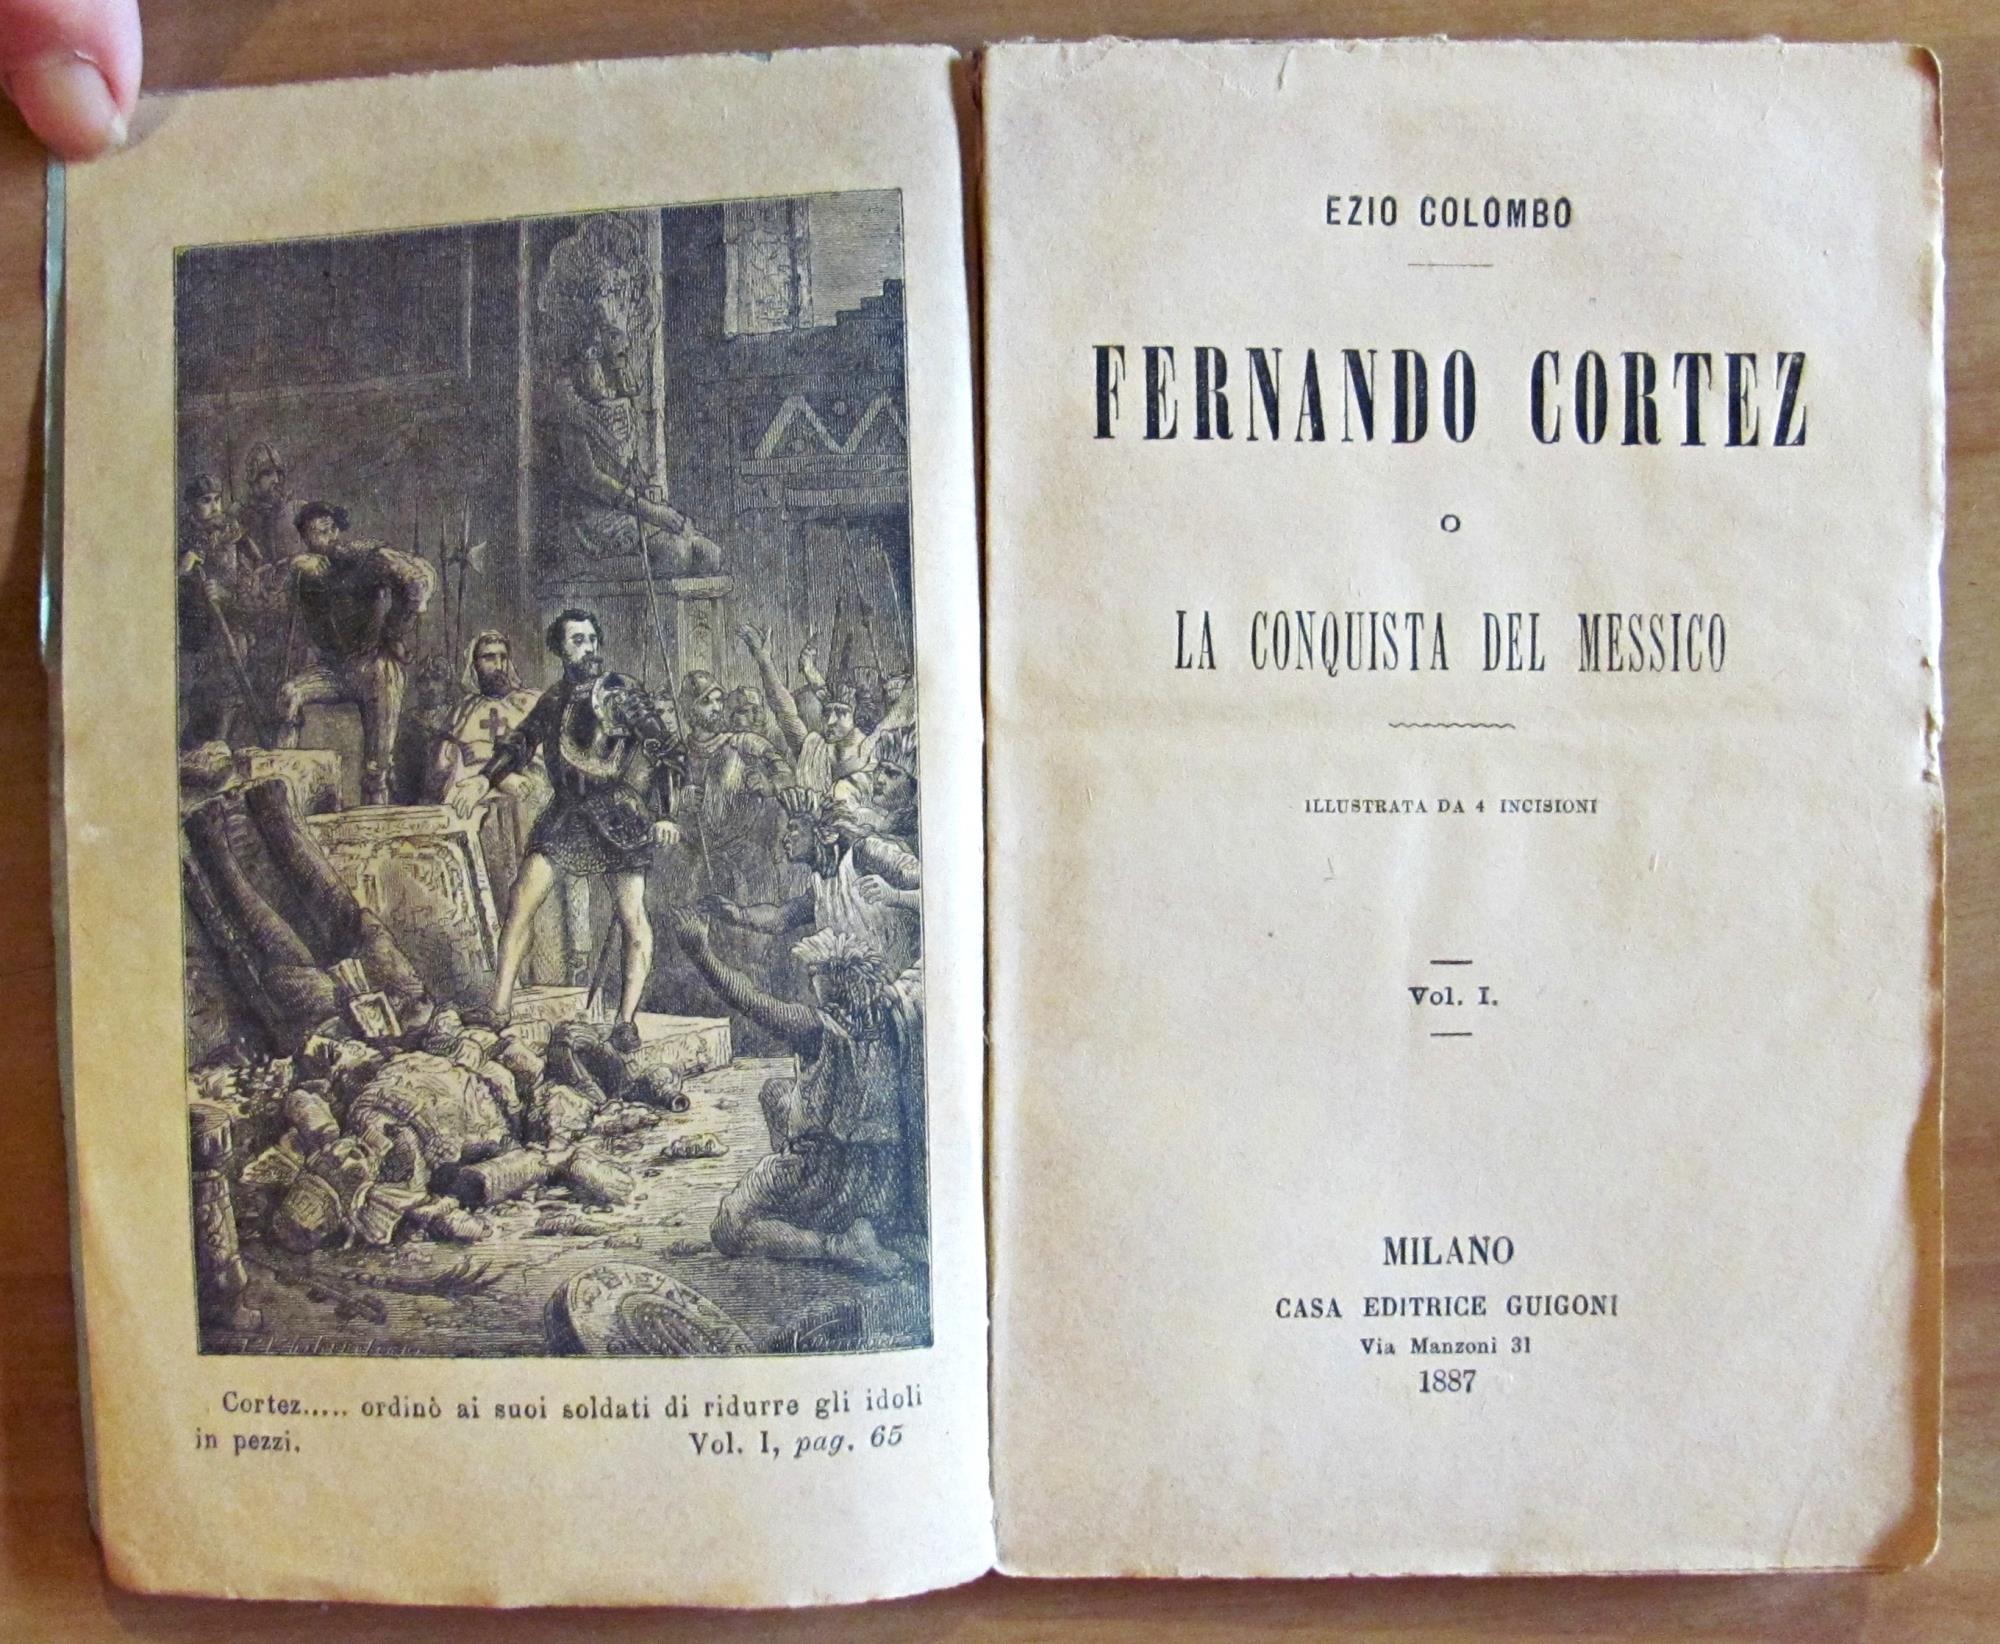 Cortez..... ordinò ai suoi soldati di ridurre gli idoli
in pezzi. Vol. I, pag. 65
EZIO COLOMBO
FERNANDO CORTEZ
O
LA CONQUISTA DEL MESSICO
ILLUSTRATA DA 4 INCISIONI
Vol. I.
MILANO
CASA EDITRICE GUIGONI
Via Manzoni 31
1887